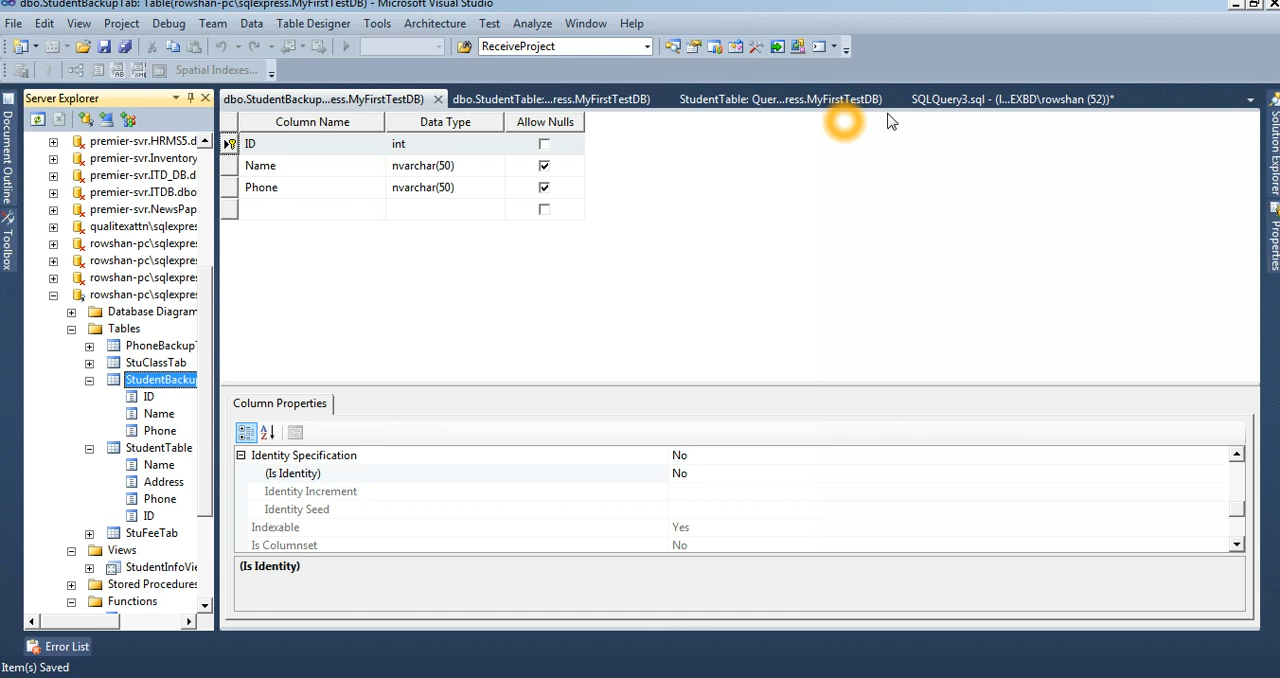 dbo.StudentBackupTab: Table(rowshan-pc\sqlexpress.MyFirstTestDB) - Microsoft Visual Studio
File Edit View Project Debug Team Data Table Designer Tools Architecture Test Analyze Window Help
ReceiveProject
Spatial Indexes...
Server Explorer
dbo.StudentBackup...ess.MyFirstTestDB) dbo.StudentTable:...ress.MyFirstTestDB) StudentTable: Quer...ress.MyFirstTestDB) SQLQuery3.sql - (l...EXBD\rowshan (52))*
Document Outline
Toolbox
Solution Explorer
Properties
premier-svr.HRMS5.d
premier-svr.Inventory
premier-svr.ITD_DB.d
premier-svr.ITDB.dbo
premier-svr.NewsPap
qualitexattn\sqlexpres
rowshan-pc\sqlexpre
rowshan-pc\sqlexpre
rowshan-pc\sqlexpre
rowshan-pc\sqlexpre
Database Diagram
Tables
PhoneBackup
StuClassTab
StudentBacku
ID
Name
Phone
StudentTable
Name
Address
Phone
ID
StuFeeTab
Views
StudentInfoVie
Stored Procedures
Functions
Column Name Data Type Allow Nulls
ID int
Name nvarchar(50)
Phone nvarchar(50)
Column Properties
Identity Specification No
(Is Identity) No
Identity Increment
Identity Seed
Indexable Yes
Is Columnset No
(Is Identity)
Error List
Item(s) Saved